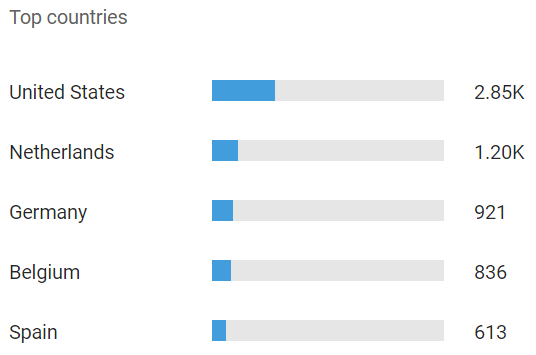 Top countries
United States 2.85K
Netherlands 1.20K
Germany 921
Belgium 836
Spain 613